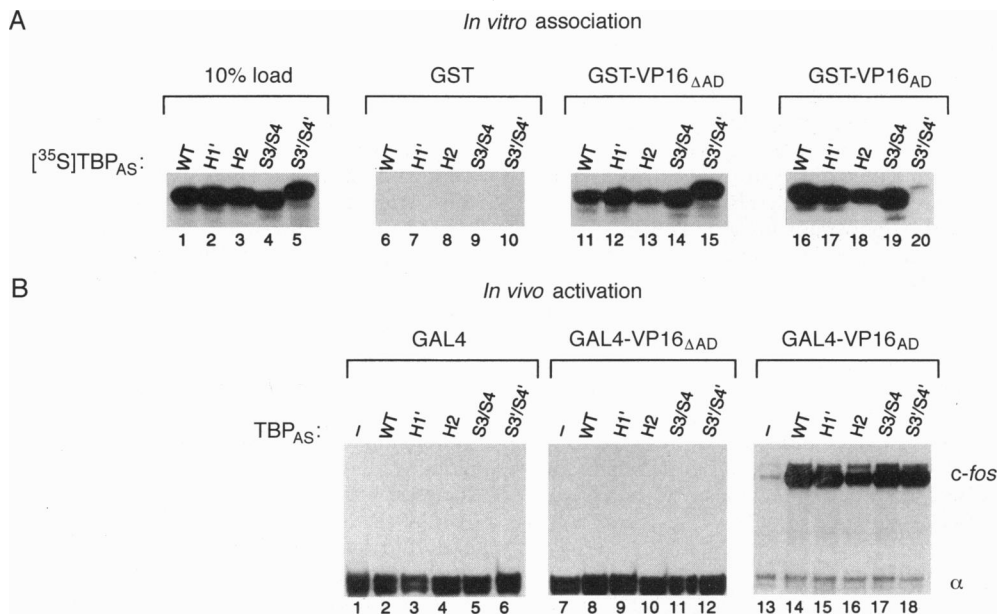 A
In vitro association
10% load GST GST-VP16ΔAD GST-VP16AD
[35S]TBPAS: WT H1' H2 S3/S4 S3'/S4' WT H1' H2 S3/S4 S3'/S4' WT H1' H2 S3/S4 S3'/S4' WT H1' H2 S3/S4 S3'/S4'
1 2 3 4 5 6 7 8 9 10 11 12 13 14 15 16 17 18 19 20
B
In vivo activation
GAL4 GAL4-VP16ΔAD GAL4-VP16AD
TBPAS: – WT H1' H2 S3/S4 S3'/S4' – WT H1' H2 S3/S4 S3'/S4' – WT H1' H2 S3/S4 S3'/S4'
c-fos
α
1 2 3 4 5 6 7 8 9 10 11 12 13 14 15 16 17 18